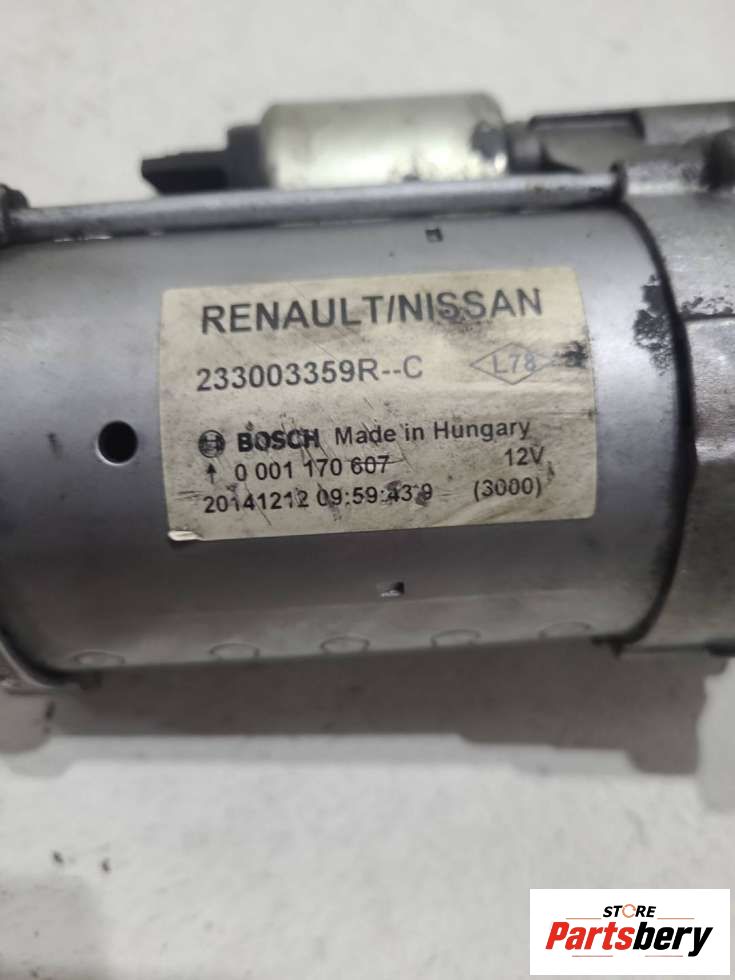 RENAULT/NISSAN
233003359R--C L78
BOSCH Made in Hungary
0 001 170 607 12V
20141212 09:59:43 9 (3000)
STORE
Partsbery